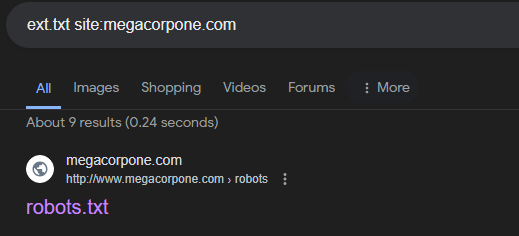 ext.txt site:megacorpone.com
All Images Shopping Videos Forums More
About 9 results (0.24 seconds)
megacorpone.com
http://www.megacorpone.com › robots
robots.txt